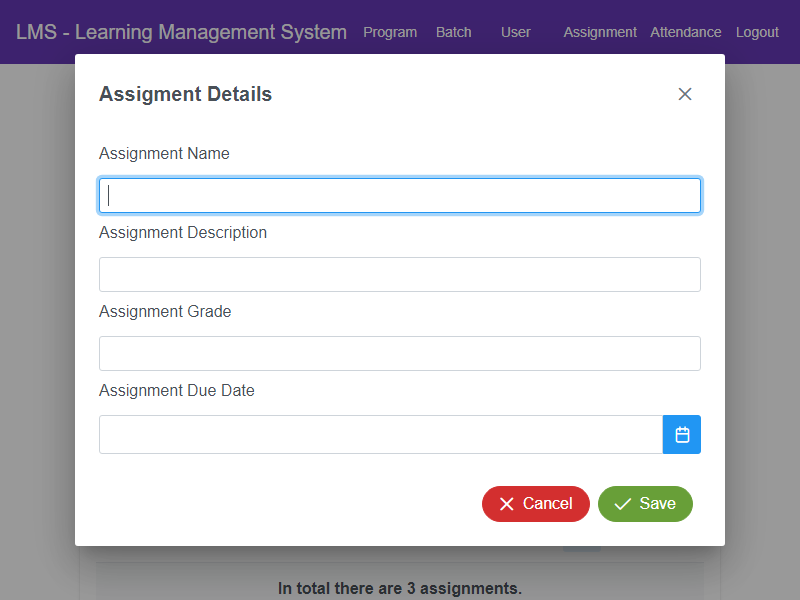 LMS - Learning Management System Program Batch User Assignment Attendance Logout
Assigment Details
Assignment Name
Assignment Description
Assignment Grade
Assignment Due Date
Cancel Save
In total there are 3 assignments.